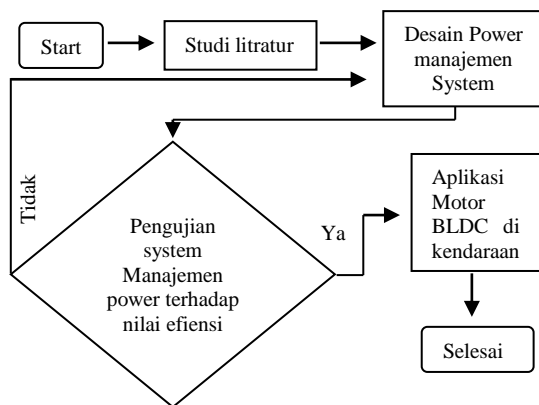 Start
Studi litratur
Desain Power
manajemen
System
Tidak
Pengujian
system
Manajemen
power terhadap
nilai efiensi
Ya
Aplikasi
Motor
BLDC di
kendaraan
Selesai